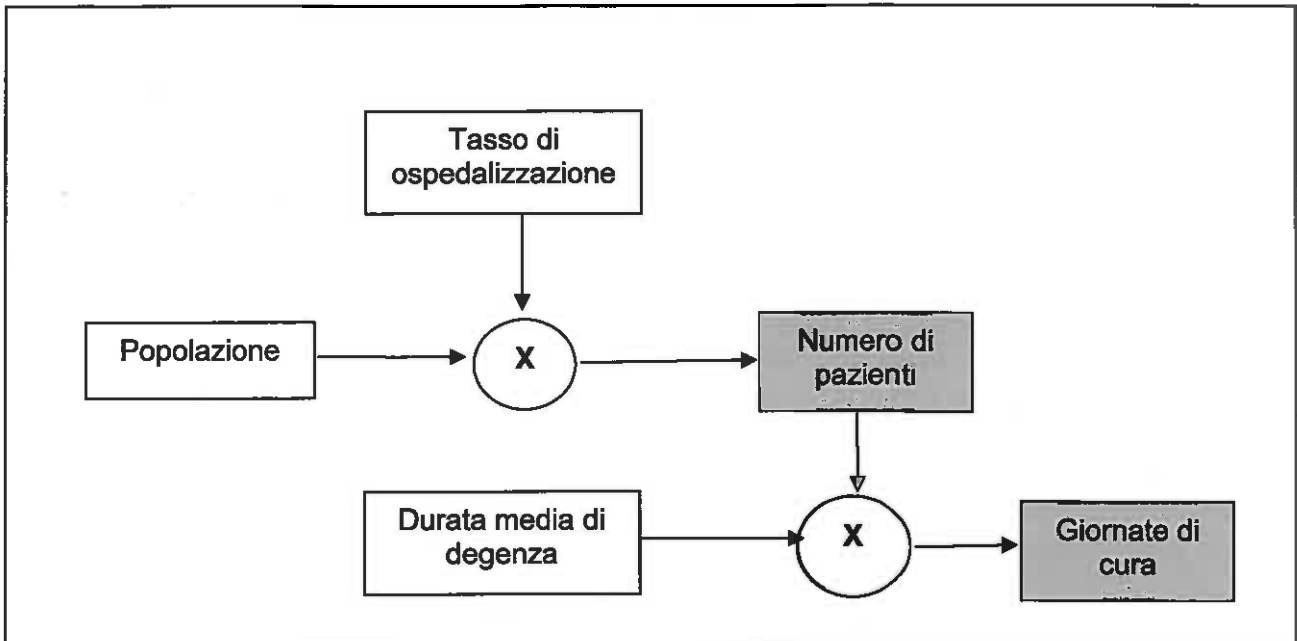 Tasso di
ospedalizzazione
Popolazione
X
Numero di
pazienti
Durata media di
degenza
X
Giornate di
cura